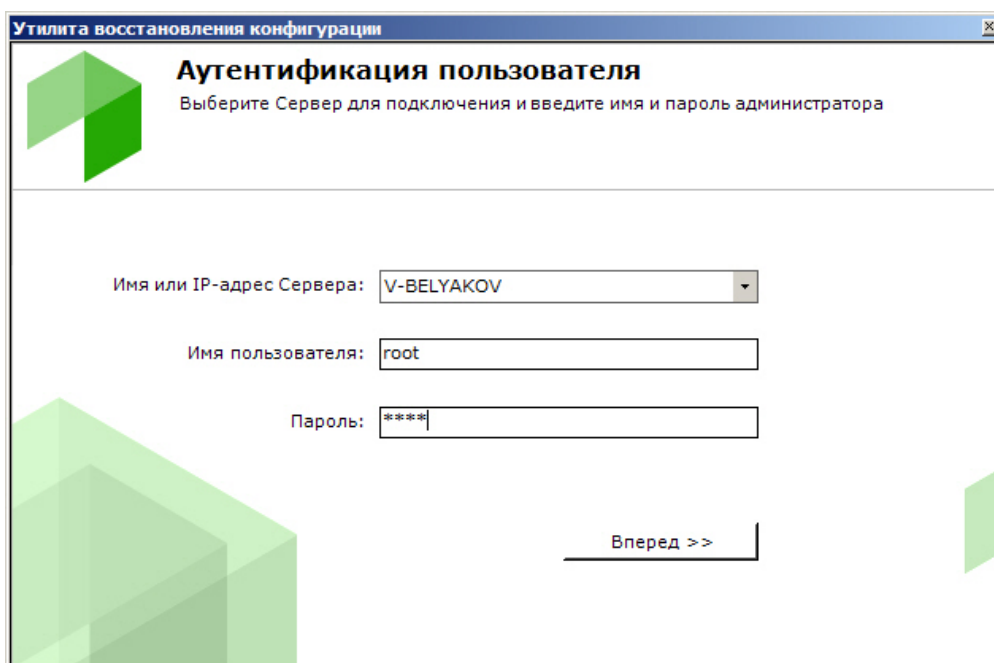 Утилита восстановления конфигурации
Аутентификация пользователя
Выберите Сервер для подключения и введите имя и пароль администратора
Имя или IP-адрес Сервера: V-BELYAKOV
Имя пользователя: root
Пароль: ****
Вперед >>